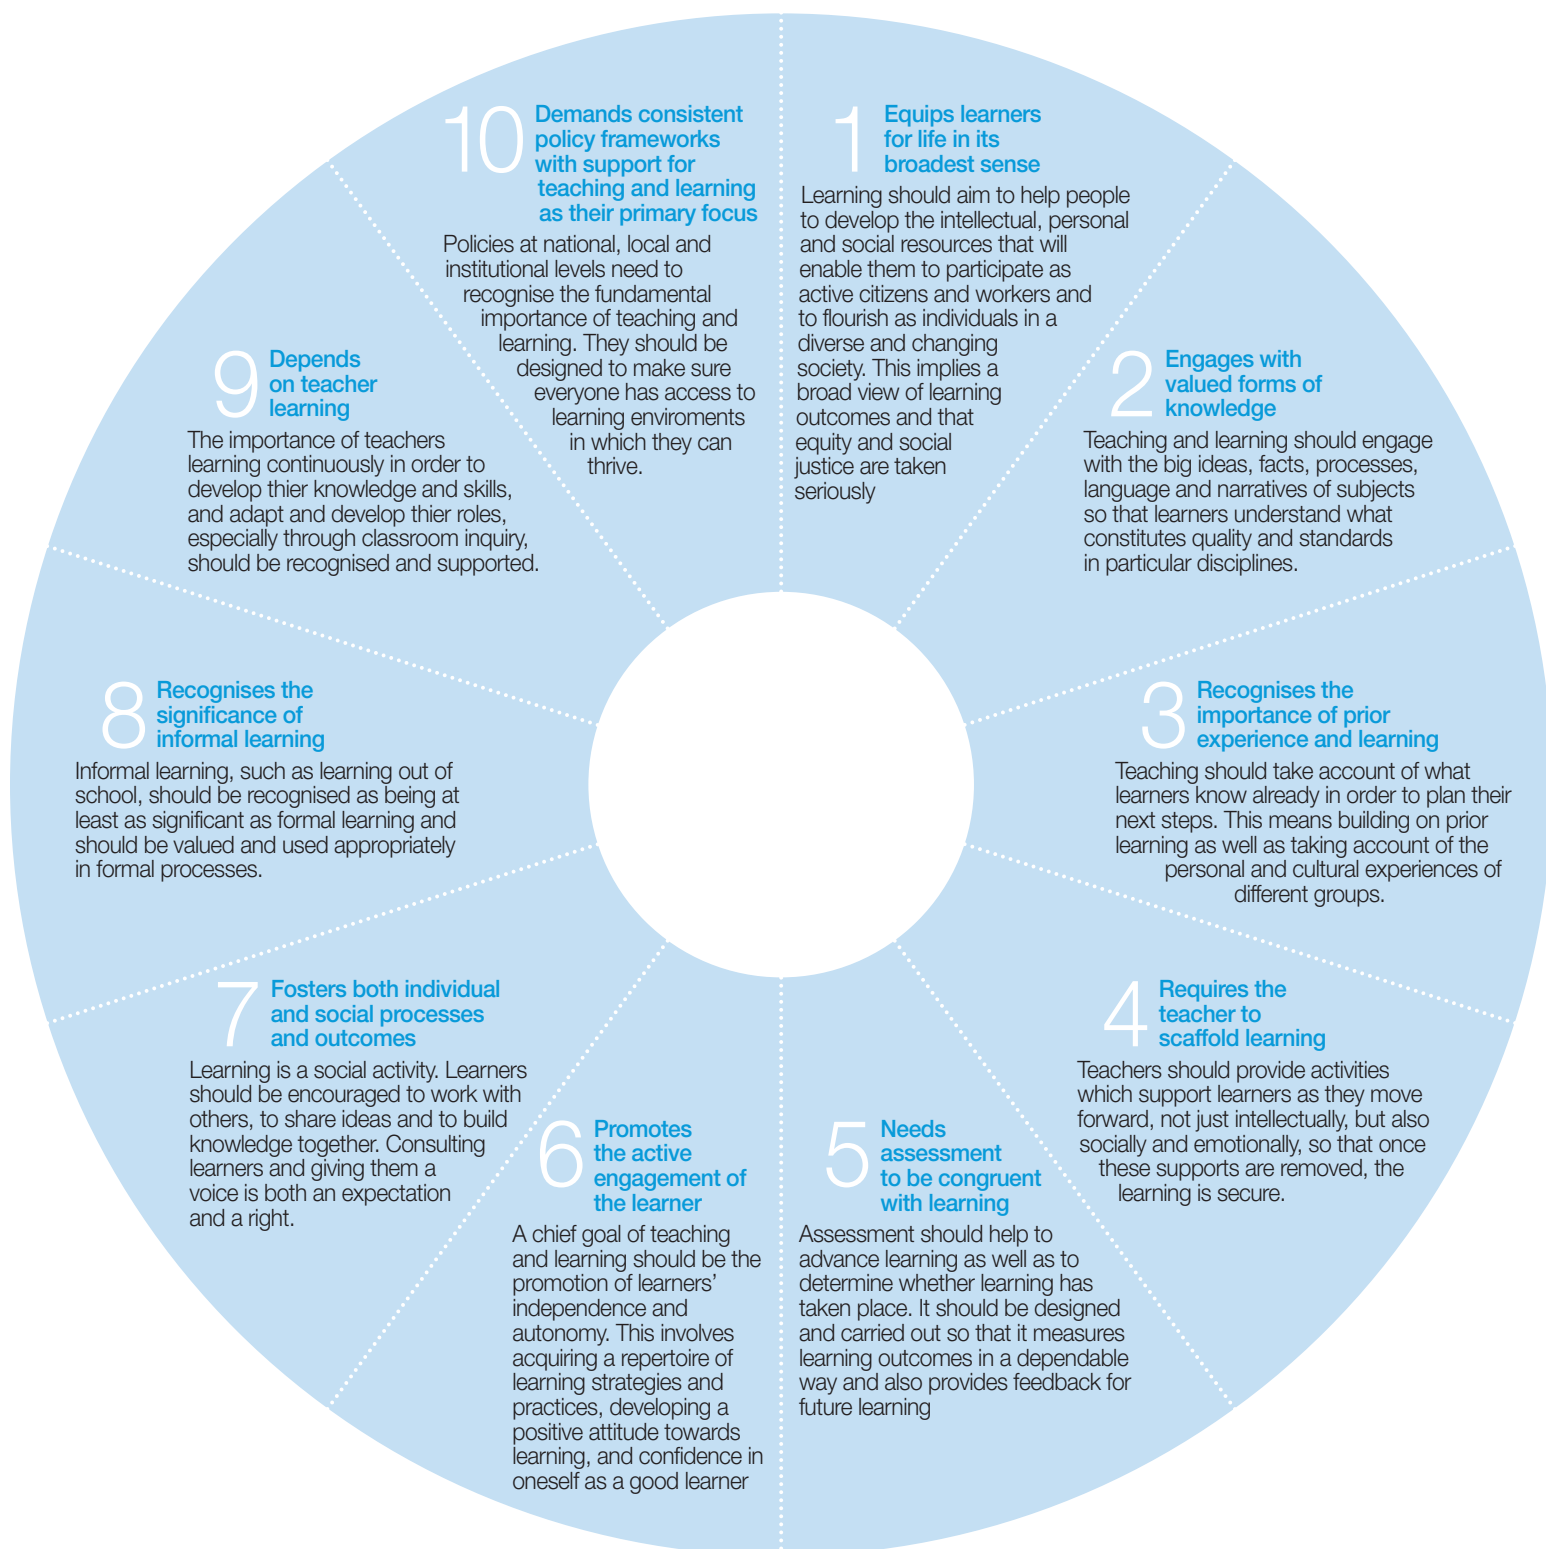 1
Equips learners
for life in its
broadest sense
Learning should aim to help people
to develop the intellectual, personal
and social resources that will
enable them to participate as
active citizens and workers and
to flourish as individuals in a
diverse and changing
society. This implies a
broad view of learning
outcomes and that
equity and social
justice are taken
seriously
2
Engages with
valued forms of
knowledge
Teaching and learning should engage
with the big ideas, facts, processes,
language and narratives of subjects
so that learners understand what
constitutes quality and standards
in particular disciplines.
3
Recognises the
importance of prior
experience and learning
Teaching should take account of what
learners know already in order to plan their
next steps. This means building on prior
learning as well as taking account of the
personal and cultural experiences of
different groups.
4
Requires the
teacher to
scaffold learning
Teachers should provide activities
which support learners as they move
forward, not just intellectually, but also
socially and emotionally, so that once
these supports are removed, the
learning is secure.
5
Needs
assessment
to be congruent
with learning
Assessment should help to
advance learning as well as to
determine whether learning has
taken place. It should be designed
and carried out so that it measures
learning outcomes in a dependable
way and also provides feedback for
future learning
6
Promotes
the active
engagement of
the learner
A chief goal of teaching
and learning should be the
promotion of learners’
independence and
autonomy. This involves
acquiring a repertoire of
learning strategies and
practices, developing a
positive attitude towards
learning, and confidence in
oneself as a good learner
7
Fosters both individual
and social processes
and outcomes
Learning is a social activity. Learners
should be encouraged to work with
others, to share ideas and to build
knowledge together. Consulting
learners and giving them a
voice is both an expectation
and a right.
8
Recognises the
significance of
informal learning
Informal learning, such as learning out of
school, should be recognised as being at
least as significant as formal learning and
should be valued and used appropriately
in formal processes.
9
Depends
on teacher
learning
The importance of teachers
learning continuously in order to
develop thier knowledge and skills,
and adapt and develop thier roles,
especially through classroom inquiry,
should be recognised and supported.
10
Demands consistent
policy frameworks
with support for
teaching and learning
as their primary focus
Policies at national, local and
institutional levels need to
recognise the fundamental
importance of teaching and
learning. They should be
designed to make sure
everyone has access to
learning enviroments
in which they can
thrive.